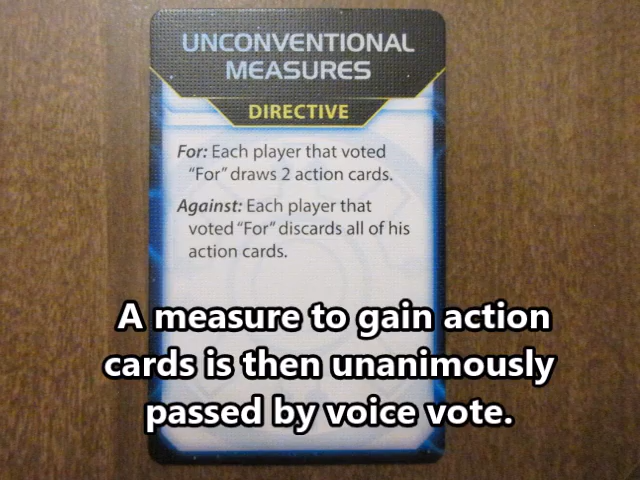 UNCONVENTIONAL
MEASURES
DIRECTIVE
For: Each player that voted
"For" draws 2 action cards.
Against: Each player that
voted "For" discards all of his
action cards.
A measure to gain action
cards is then unanimously
passed by voice vote.